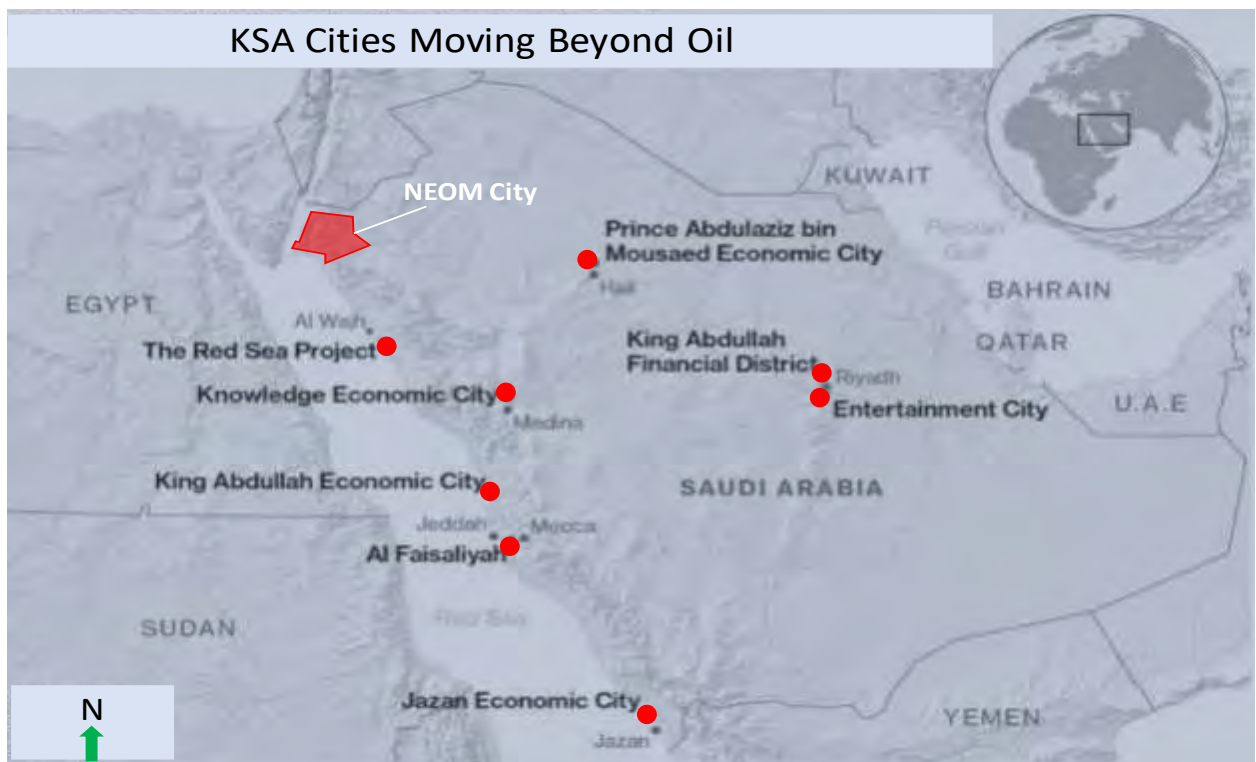 KSA Cities Moving Beyond Oil
KUWAIT
NEOM City
Prince Abdulaziz bin
Mousaed Economic City
Persian
Gulf
Hail
BAHRAIN
EGYPT
Al Wajh
The Red Sea Project
King Abdullah
Financial District
QATAR
Riyadh
Knowledge Economic City
Medina
Entertainment City
U.A.E
King Abdullah Economic City
SAUDI ARABIA
Jeddah
Mecca
Al Faisaliyah
Red Sea
SUDAN
Jazan Economic City
Jazan
YEMEN
N